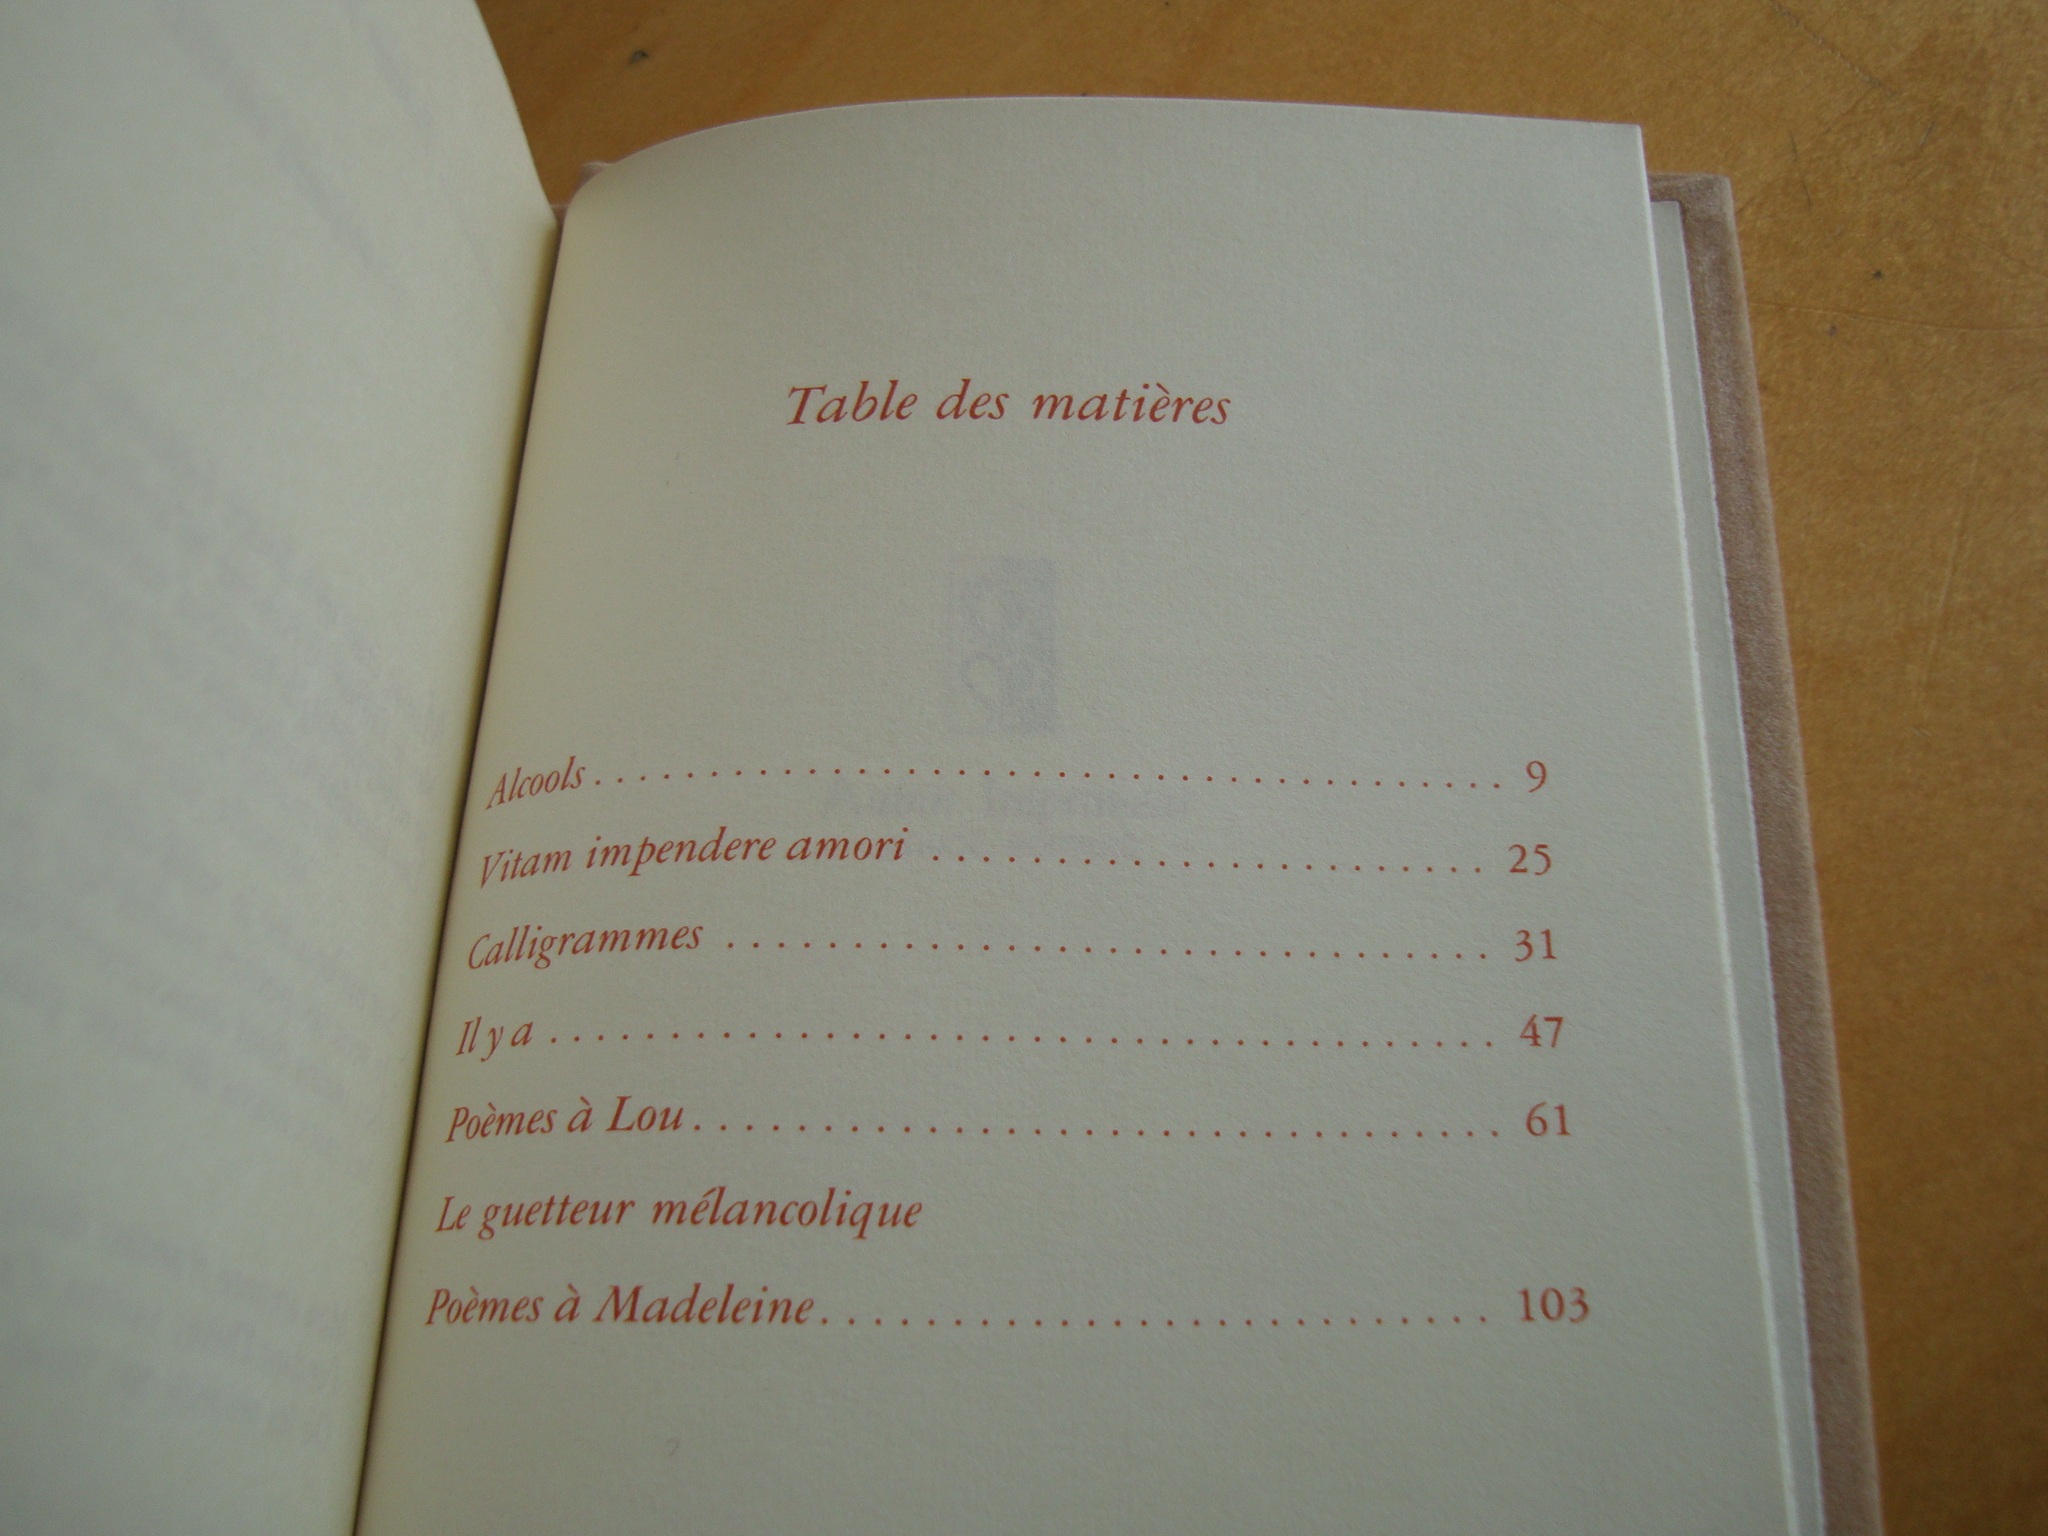 Table des matières
Alcools . . . . . . . . . . . . . . . . . . . . . . . . . . . . . . . . . . . 9
Vitam impendere amori . . . . . . . . . . . . . . . . . . . . . . 25
Calligrammes . . . . . . . . . . . . . . . . . . . . . . . . . . . . . . 31
Il y a . . . . . . . . . . . . . . . . . . . . . . . . . . . . . . . . . . . . . 47
Poèmes à Lou . . . . . . . . . . . . . . . . . . . . . . . . . . . . . . . 61
Le guetteur mélancolique
Poèmes à Madeleine . . . . . . . . . . . . . . . . . . . . . . . . . . 103